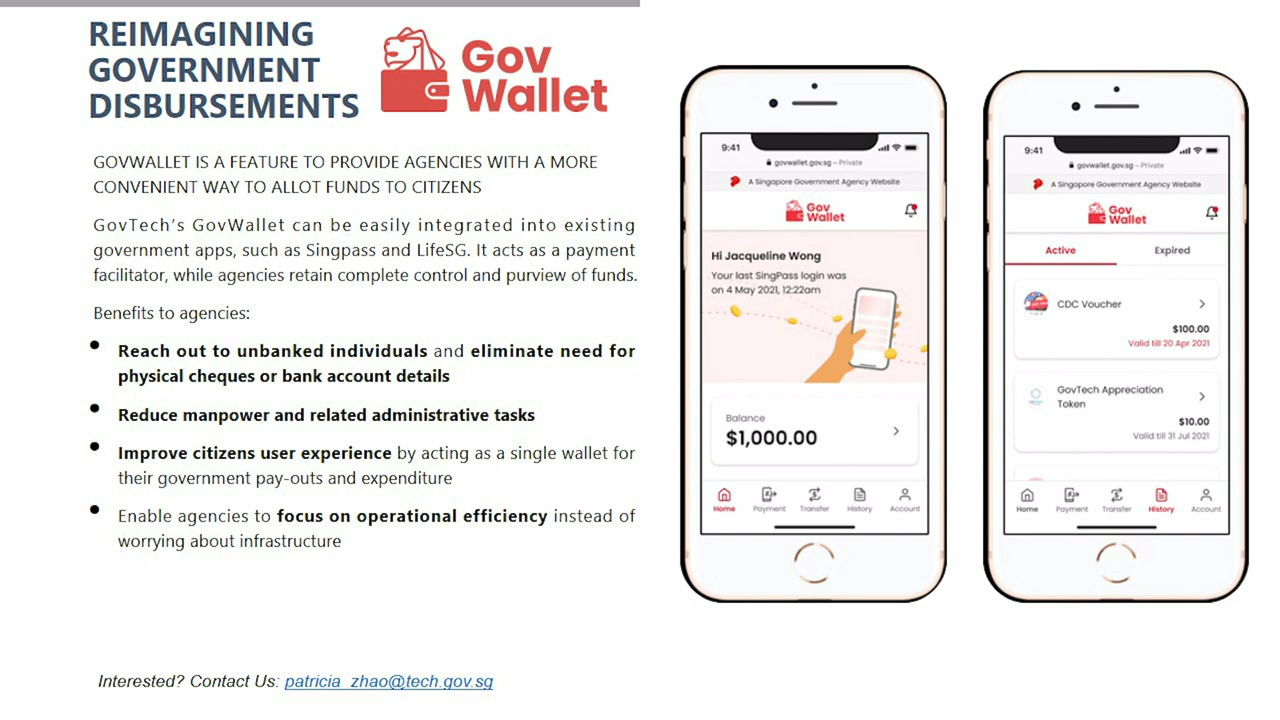 REIMAGINING
GOVERNMENT
DISBURSEMENTS
Gov
Wallet
GOVWALLET IS A FEATURE TO PROVIDE AGENCIES WITH A MORE
CONVENIENT WAY TO ALLOT FUNDS TO CITIZENS
GovTech's GovWallet can be easily integrated into existing
government apps, such as Singpass and LifeSG. It acts as a payment
facilitator, while agencies retain complete control and purview of funds.
Benefits to agencies:
• Reach out to unbanked individuals and eliminate need for
physical cheques or bank account details
• Reduce manpower and related administrative tasks
• Improve citizens user experience by acting as a single wallet for
their government pay-outs and expenditure
• Enable agencies to focus on operational efficiency instead of
worrying about infrastructure
Interested? Contact Us: patricia_zhao@tech.gov.sg
9:41
govwallet.gov.sg – Private
A Singapore Government Agency Website
Gov
Wallet
Hi Jacqueline Wong
Your last SingPass login was
on 4 May 2021, 12:22am
Balance
$1,000.00
Home Payment Transfer History Account
9:41
govwallet.gov.sg – Private
A Singapore Government Agency Website
Gov
Wallet
Active Expired
CDC Voucher
$100.00
Valid till 20 Apr 2021
GovTech Appreciation
Token
$10.00
Valid till 31 Jul 2021
Home Payment Transfer History Account